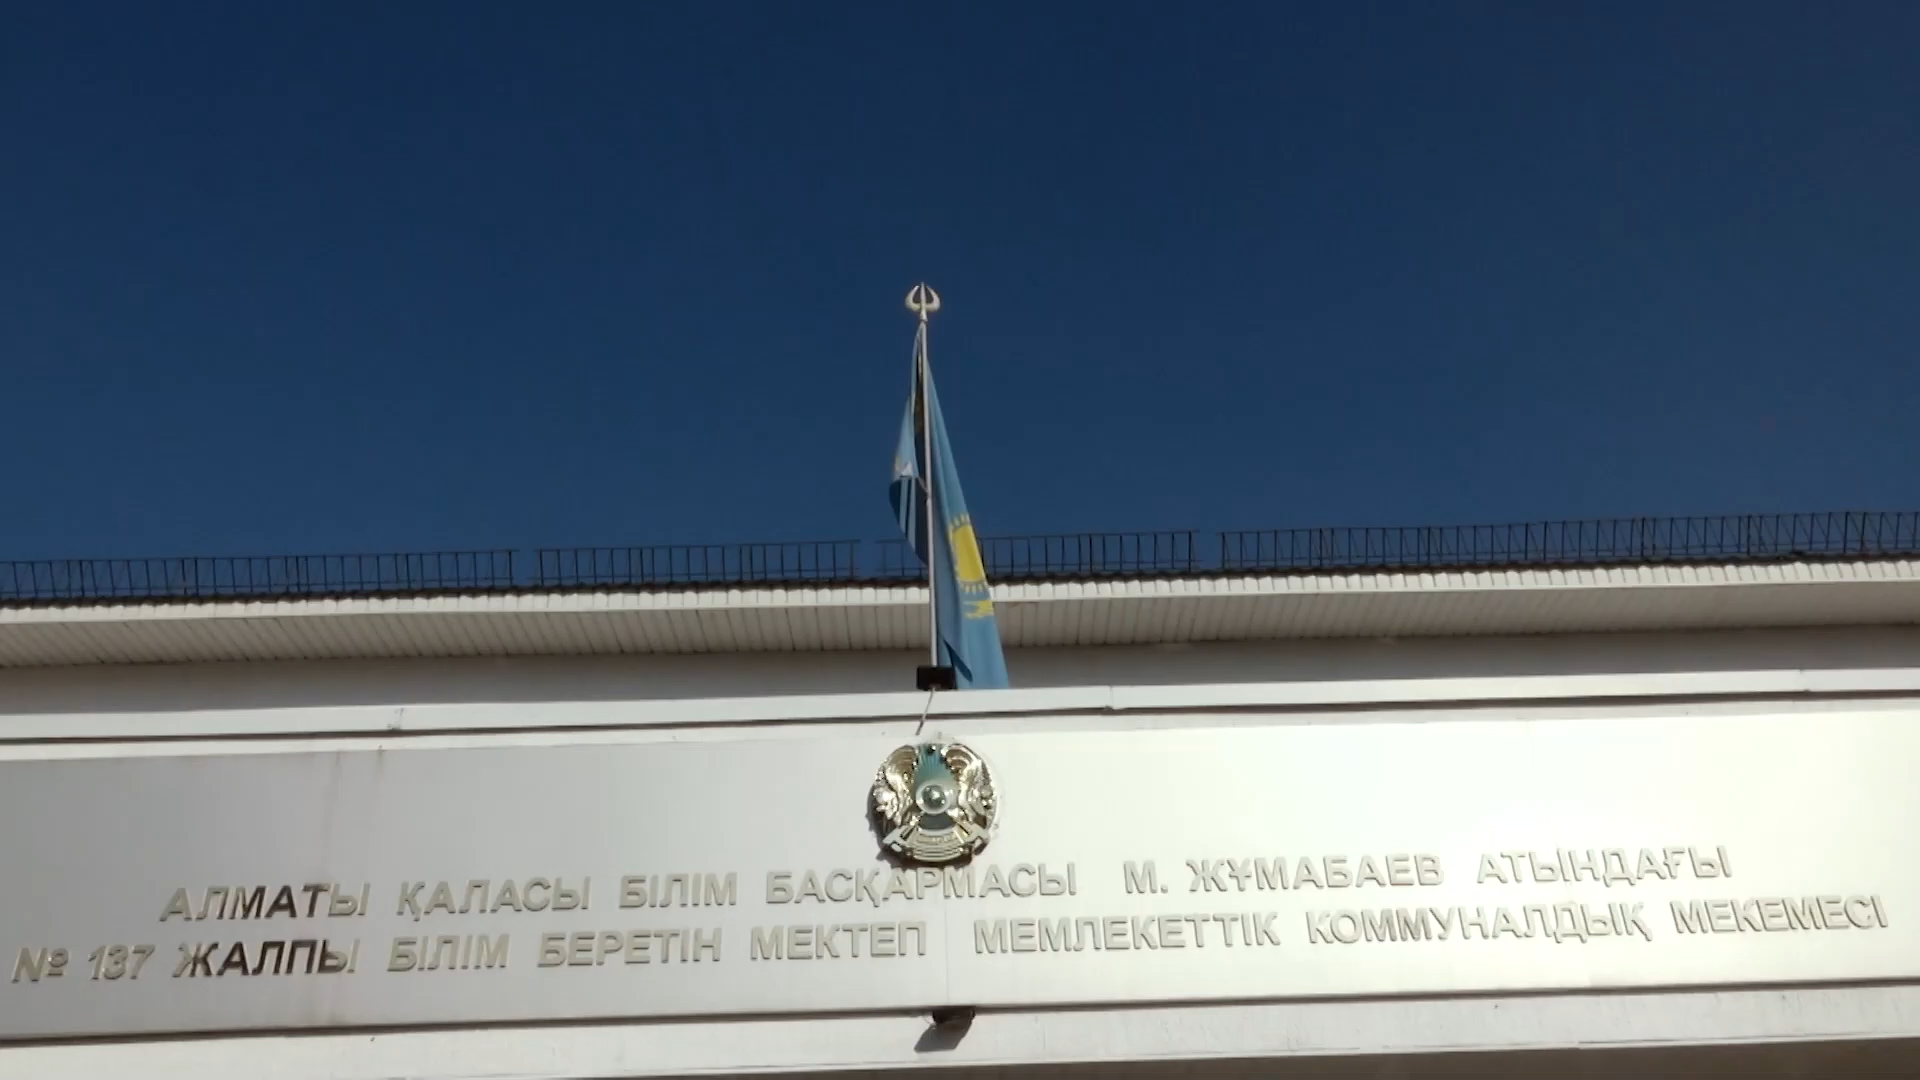 АЛМАТЫ ҚАЛАСЫ БІЛІМ БАСҚАРМАСЫ М. ЖҰМАБАЕВ АТЫНДАҒЫ
№ 137 ЖАЛПЫ БІЛІМ БЕРЕТІН МЕКТЕП МЕМЛЕКЕТТІК КОММУНАЛДЫҚ МЕКЕМЕСІ